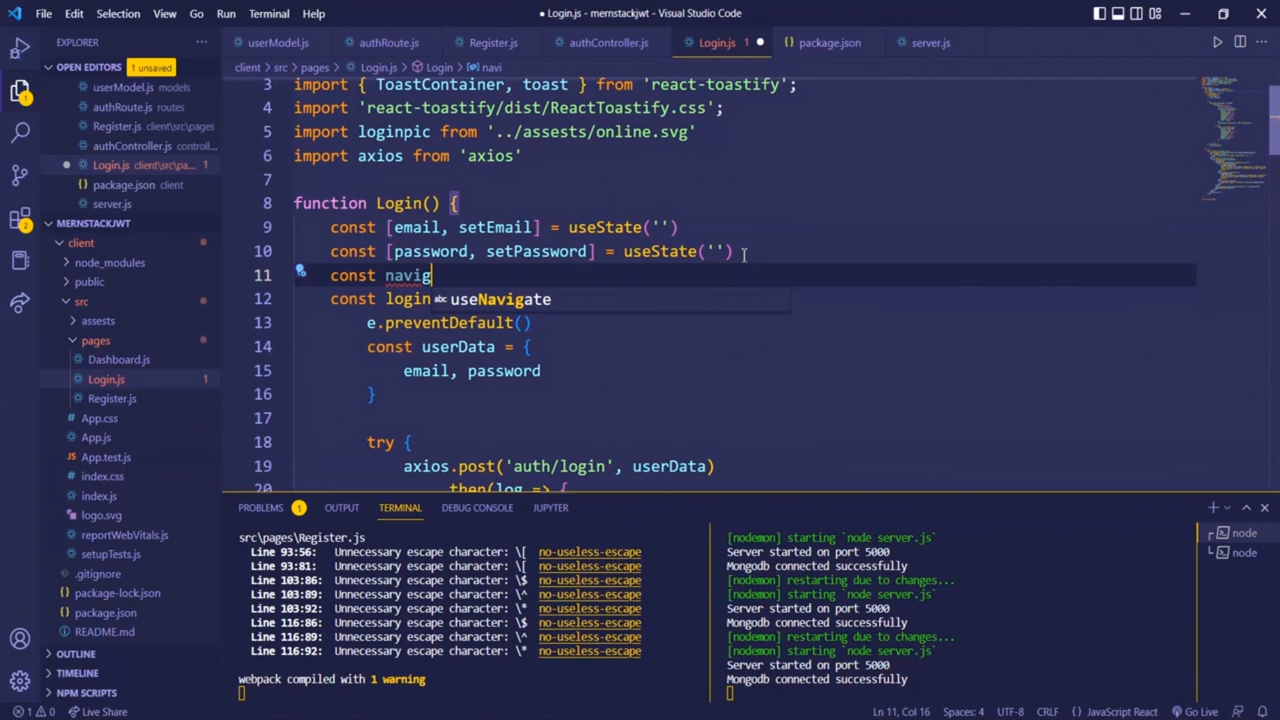 File Edit Selection View Go Run Terminal Help
● Login.js - mernstackjwt - Visual Studio Code
EXPLORER
userModel.js
authRoute.js
Register.js
authController.js
Login.js 1
package.json
server.js
OPEN EDITORS 1 unsaved
userModel.js models
authRoute.js routes
Register.js client\src\pages
authController.js controll...
Login.js client\src\pa... 1
package.json client
server.js
MERNSTACKJWT
client
node_modules
public
src
assests
pages
Dashboard.js
Login.js 1
Register.js
App.css
App.js
App.test.js
index.css
index.js
logo.svg
reportWebVitals.js
setupTests.js
.gitignore
package-lock.json
package.json
README.md
OUTLINE
TIMELINE
NPM SCRIPTS
client > src > pages > Login.js > Login > navi
3 import { ToastContainer, toast } from 'react-toastify';
4 import 'react-toastify/dist/ReactToastify.css';
5 import loginpic from '../assests/online.svg'
6 import axios from 'axios'
7
8 function Login() {
9 const [email, setEmail] = useState('')
10 const [password, setPassword] = useState('')
11 const navig
12 const login
abc useNavigate
13 e.preventDefault()
14 const userData = {
15 email, password
16 }
17
18 try {
19 axios.post('auth/login', userData)
20 .then(log => {
PROBLEMS 1 OUTPUT TERMINAL DEBUG CONSOLE JUPYTER
src\pages\Register.js
Line 93:56: Unnecessary escape character: \[ no-useless-escape
Line 93:81: Unnecessary escape character: \[ no-useless-escape
Line 103:86: Unnecessary escape character: \$ no-useless-escape
Line 103:89: Unnecessary escape character: \^ no-useless-escape
Line 103:92: Unnecessary escape character: \* no-useless-escape
Line 116:86: Unnecessary escape character: \$ no-useless-escape
Line 116:89: Unnecessary escape character: \^ no-useless-escape
Line 116:92: Unnecessary escape character: \* no-useless-escape
webpack compiled with 1 warning
[nodemon] starting `node server.js`
Server started on port 5000
Mongodb connected successfully
[nodemon] restarting due to changes...
[nodemon] starting `node server.js`
Server started on port 5000
Mongodb connected successfully
[nodemon] restarting due to changes...
[nodemon] starting `node server.js`
Server started on port 5000
Mongodb connected successfully
node
node
1 0 Live Share
Ln 11, Col 16 Spaces: 4 UTF-8 CRLF {} JavaScript React Go Live